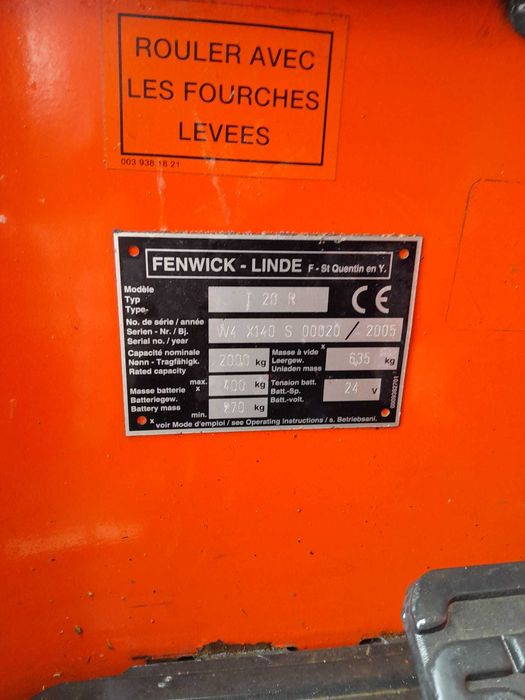 ROULER AVEC
LES FOURCHES
LEVEES
003 938 18 21
FENWICK - LINDE F - St Quentin en Y.
Modèle
Typ
Type-
T 20 R
CE
No. de série / année
Serien - Nr. / Bj.
Serial no. / year
W4 X140 S 00020 / 2005
Capacité nominale
Nenn - Tragfähigk.
Rated capacity
2000 kg
Masse à vide x
Leergew.
Unladen mass
635 kg
Masse batterie x
Batteriegew.
Battery mass
max. 400 kg
min. 270 kg
Tension batt.
Batt.-Sp.
Batt.-volt.
24 V
x voir Mode d'emploi / see Operating instructions / s. Betriebsanl.